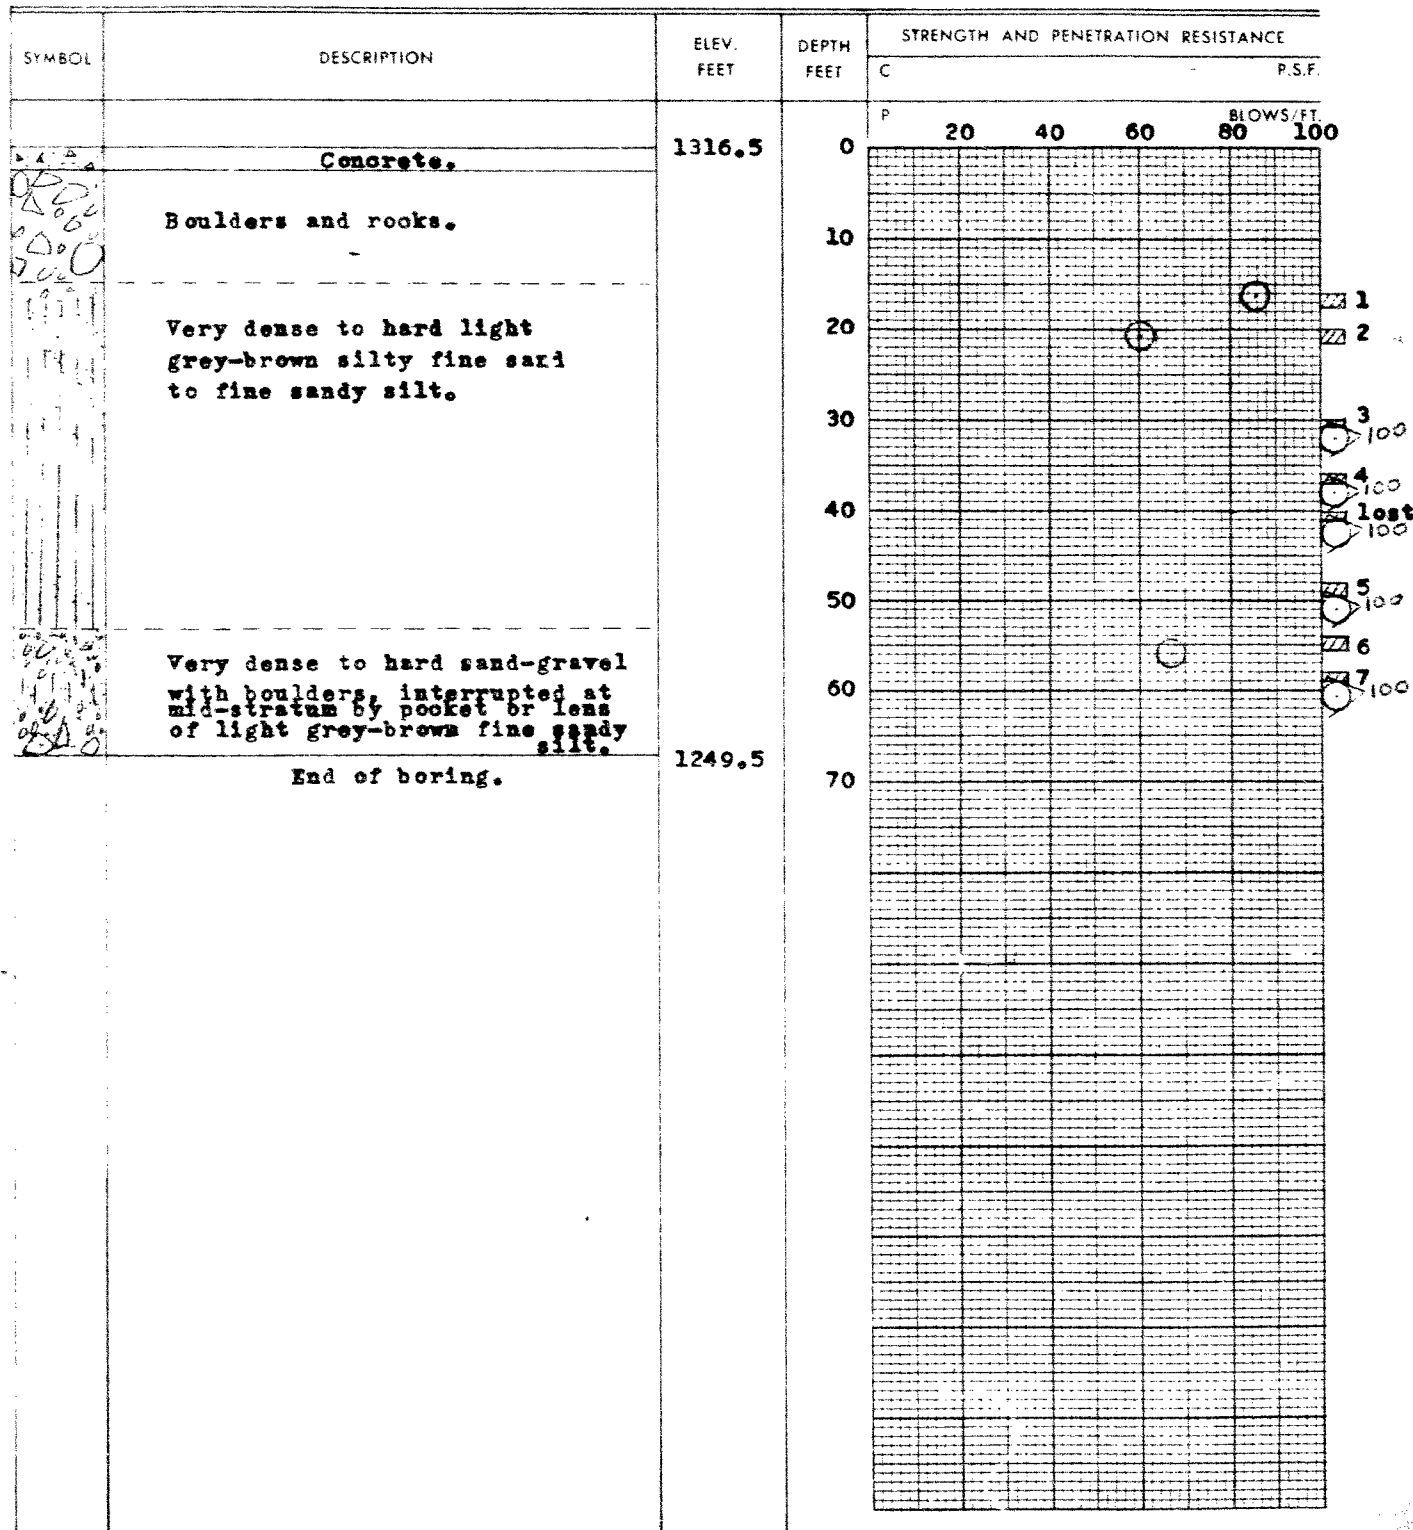 SYMBOL DESCRIPTION ELEV. FEET DEPTH FEET STRENGTH AND PENETRATION RESISTANCE
C P.S.F.
P BLOWS/FT.
20 40 60 80 100
1316.5 0
Concrete.
Boulders and rocks.
10
1
Very dense to hard light
20 2
grey-brown silty fine sand
to fine sandy silt.
30 3
>100
4
>100
40 lost
>100
5
50 >100
6
Very dense to hard sand-gravel
with boulders, interrupted at
mid-stratum by pocket or lens
of light grey-brown fine sandy
silt.
7
60 >100
1249.5
End of boring.
70